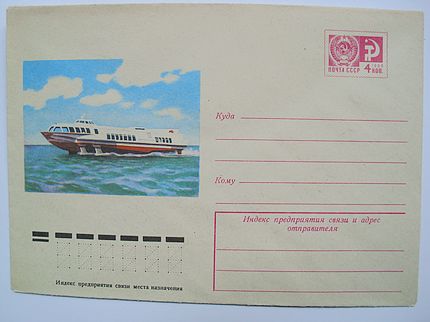 ПОЧТА СССР
4 КОП.
Куда
Кому
Индекс предприятия связи и адрес
отправителя
Индекс предприятия связи места назначения